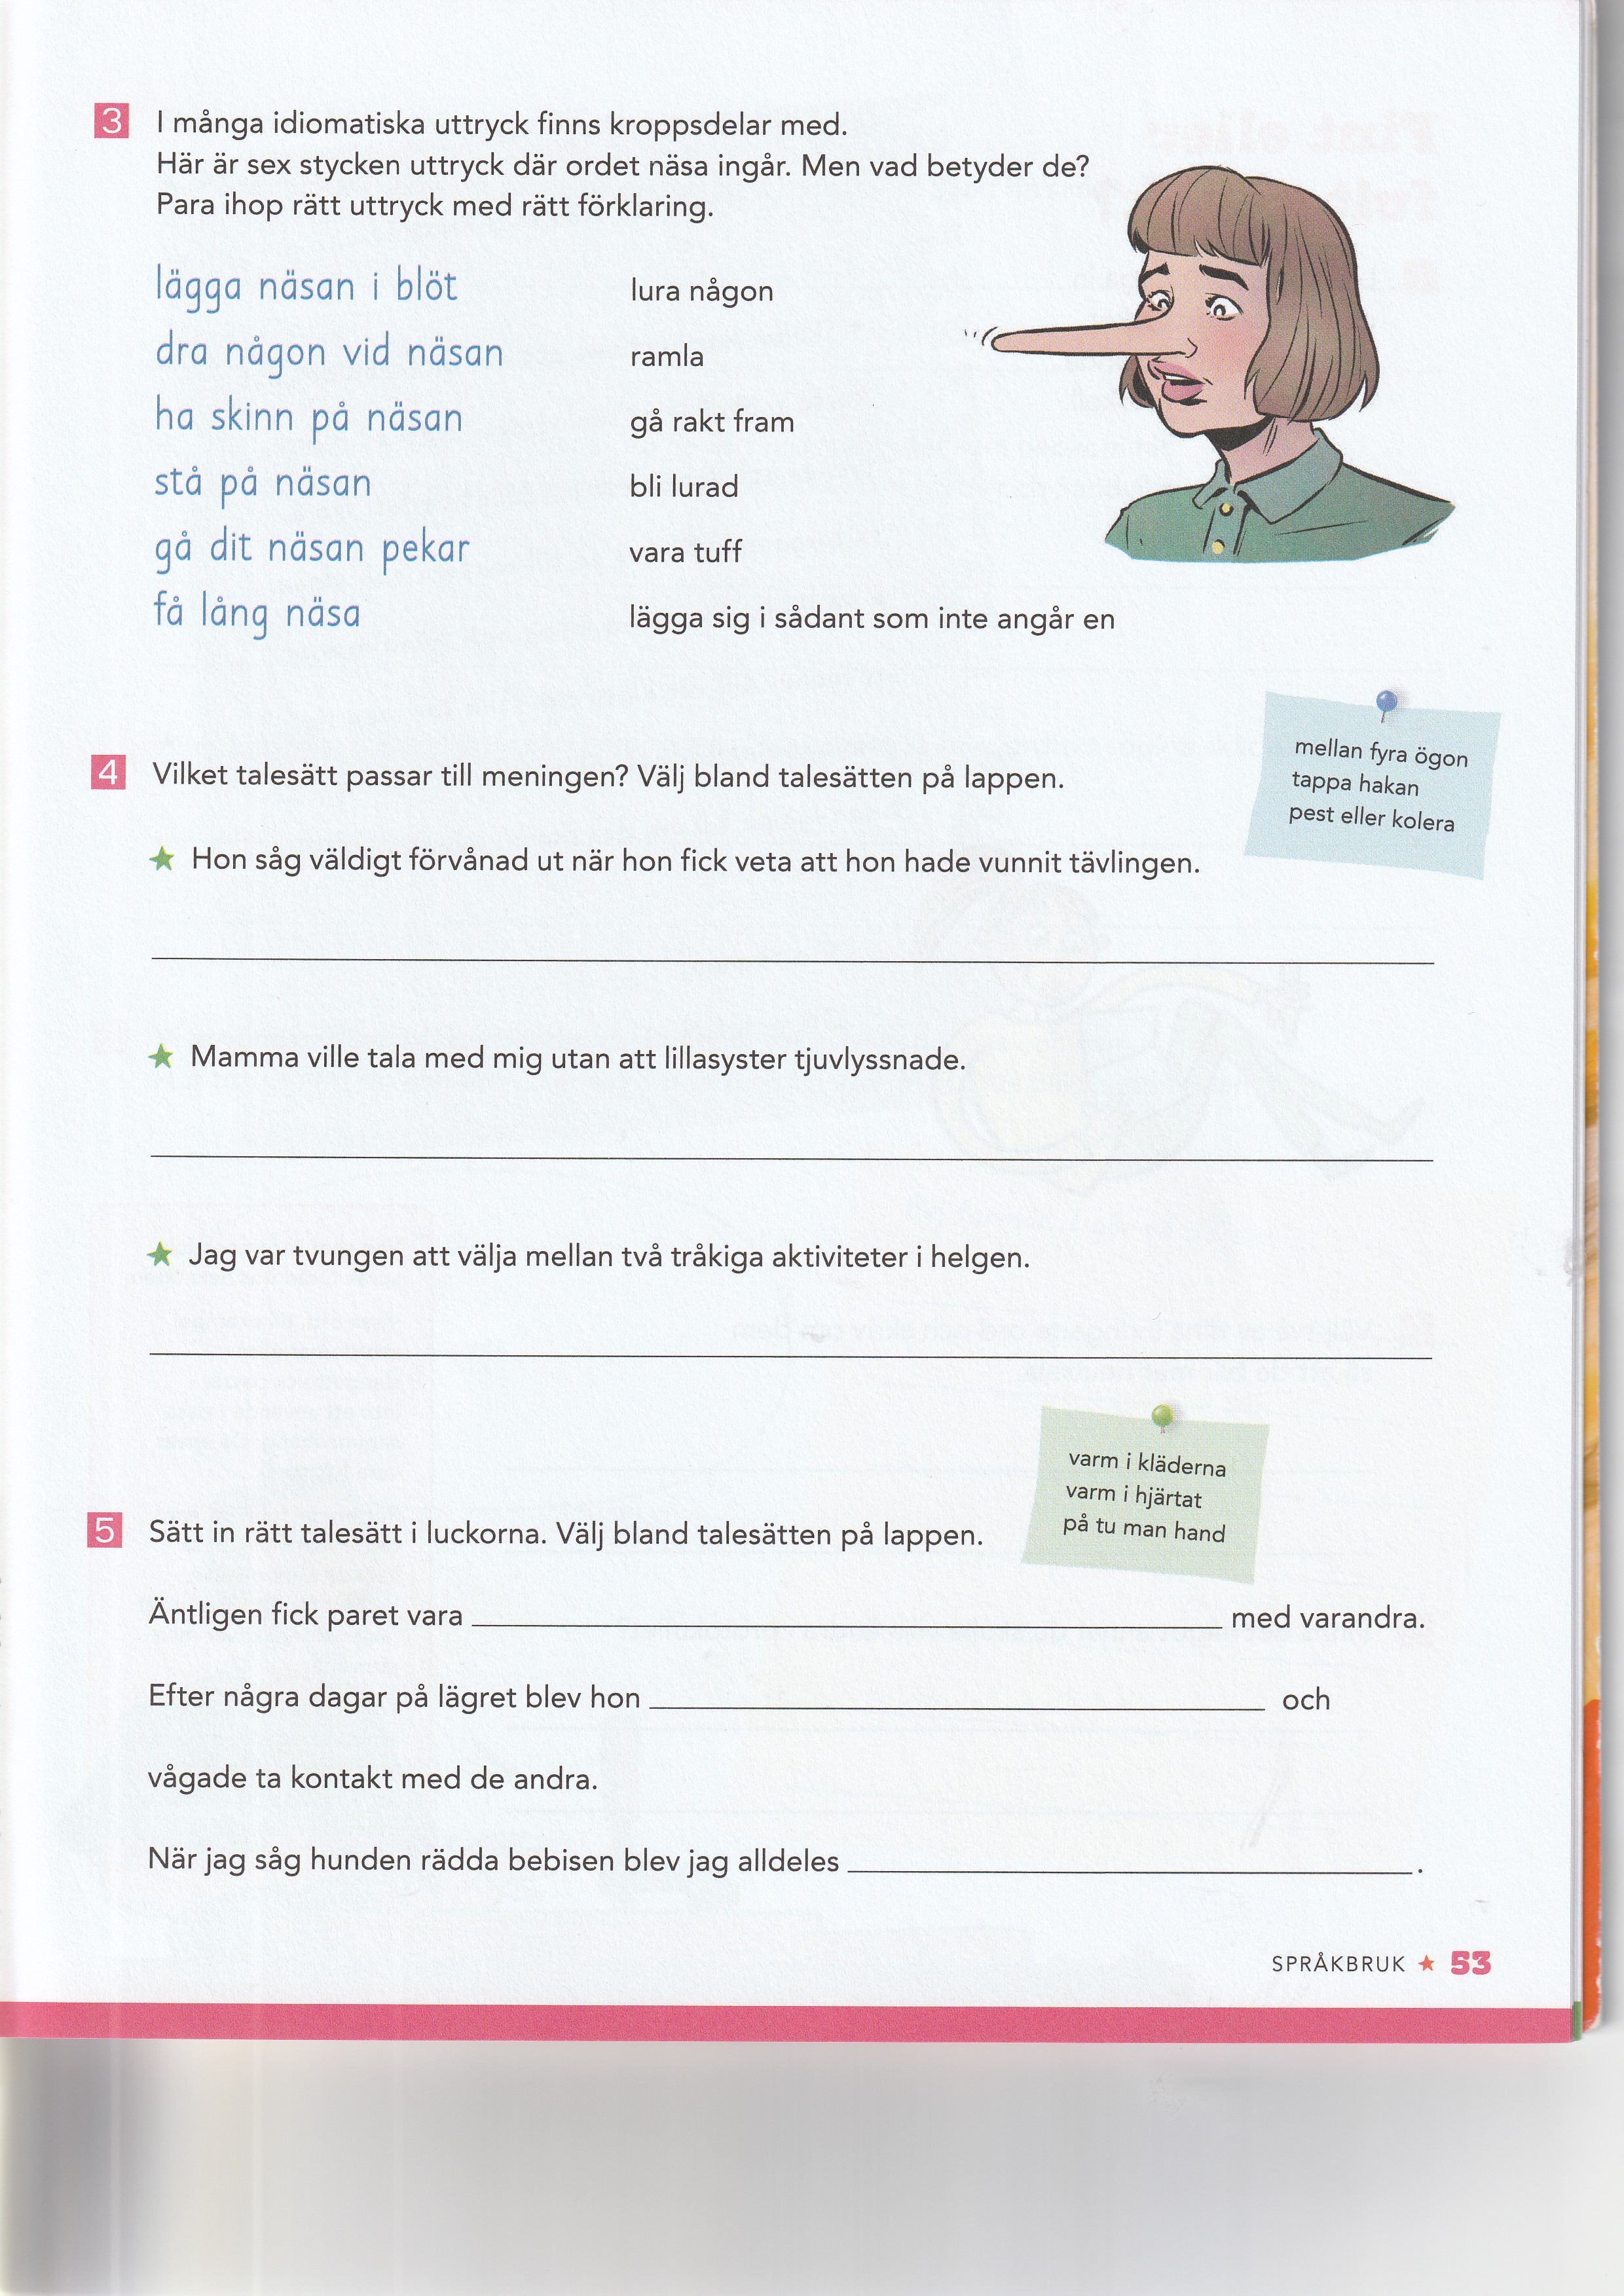 3 I många idiomatiska uttryck finns kroppsdelar med.
Här är sex stycken uttryck där ordet näsa ingår. Men vad betyder de?
Para ihop rätt uttryck med rätt förklaring.
lägga näsan i blöt lura någon
dra någon vid näsan ramla
ha skinn på näsan gå rakt fram
stå på näsan bli lurad
gå dit näsan pekar vara tuff
få lång näsa lägga sig i sådant som inte angår en
mellan fyra ögon
tappa hakan
pest eller kolera
4 Vilket talesätt passar till meningen? Välj bland talesätten på lappen.
Hon såg väldigt förvånad ut när hon fick veta att hon hade vunnit tävlingen.
Mamma ville tala med mig utan att lillasyster tjuvlyssnade.
Jag var tvungen att välja mellan två tråkiga aktiviteter i helgen.
varm i kläderna
varm i hjärtat
på tu man hand
5 Sätt in rätt talesätt i luckorna. Välj bland talesätten på lappen.
Äntligen fick paret vara med varandra.
Efter några dagar på lägret blev hon och
vågade ta kontakt med de andra.
När jag såg hunden rädda bebisen blev jag alldeles .
SPRÅKBRUK 53